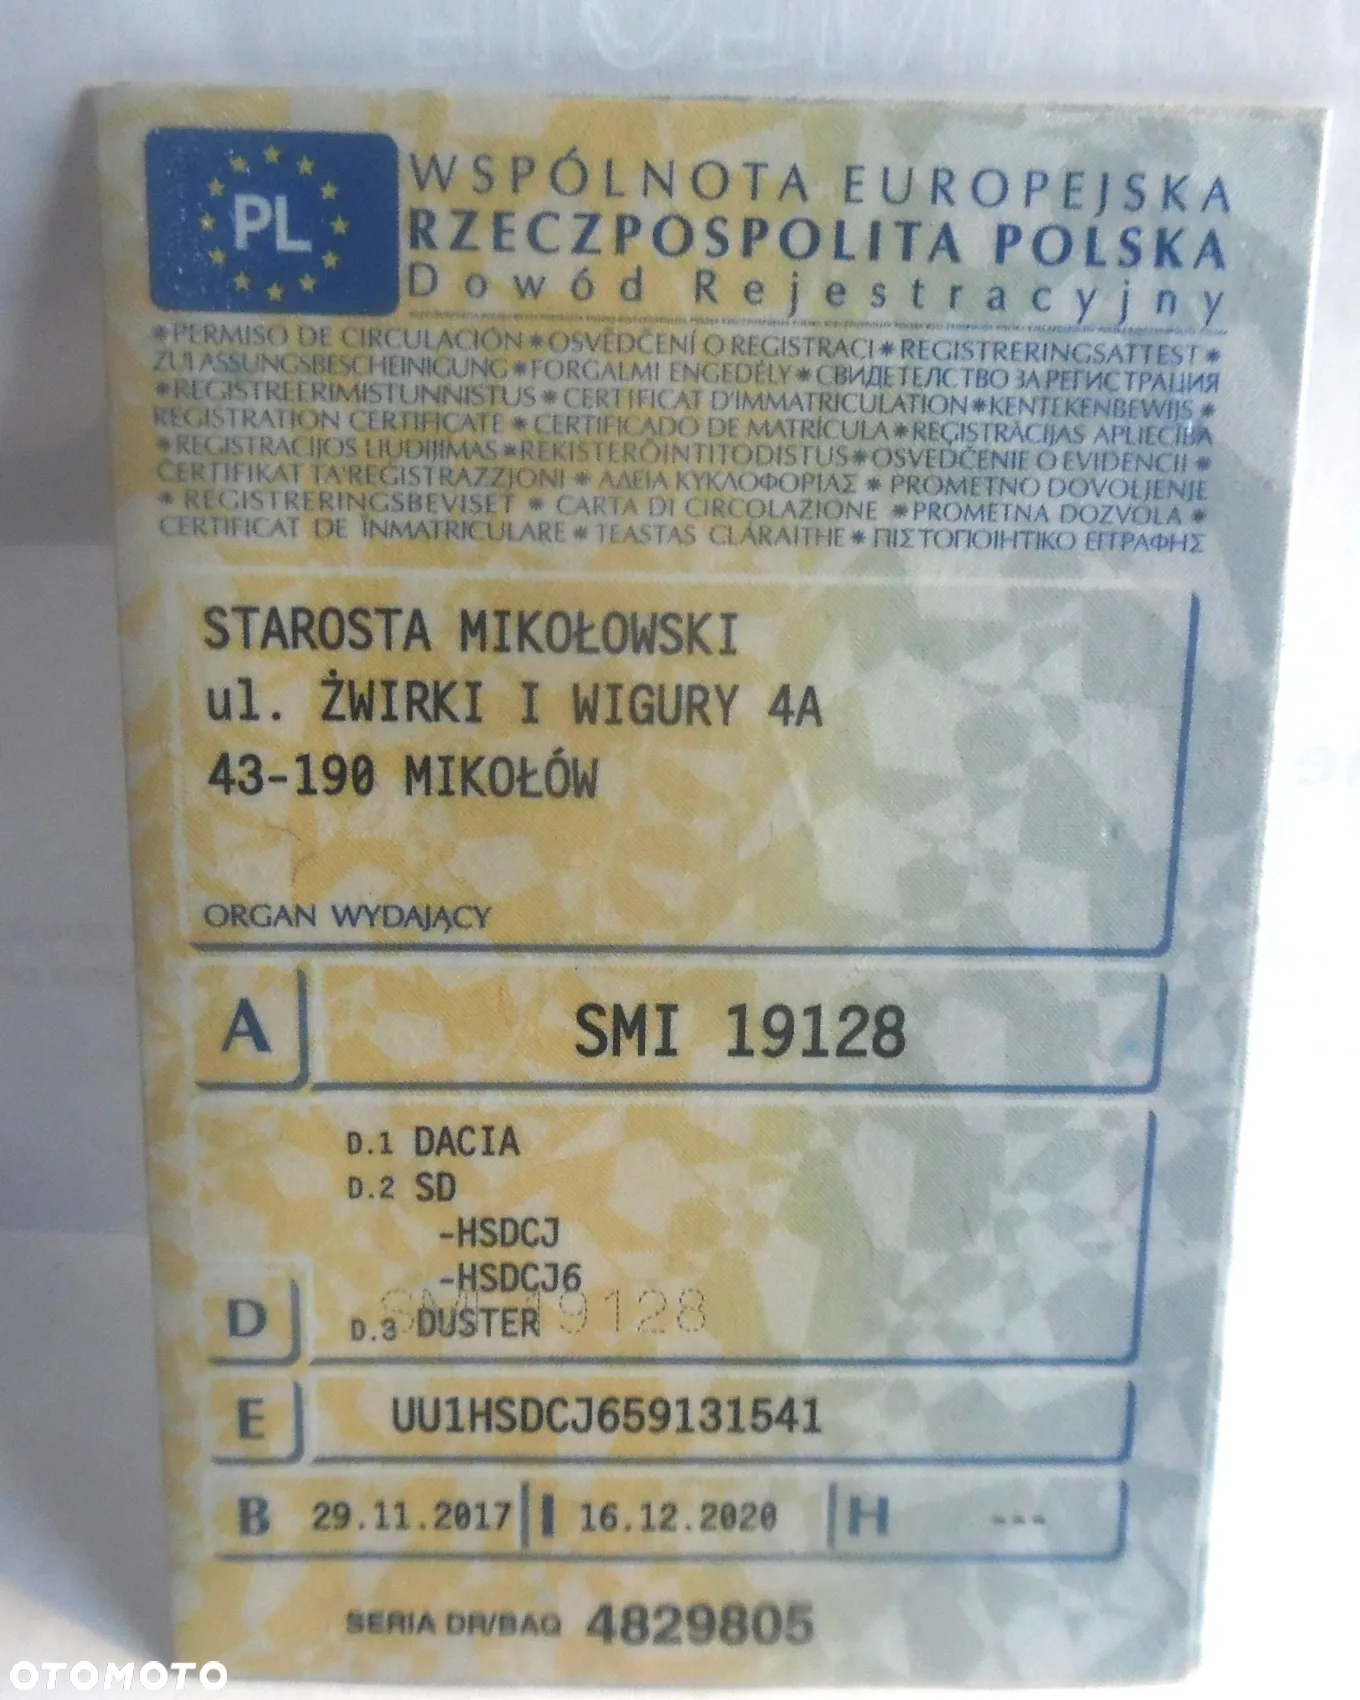 PL
WSPÓLNOTA EUROPEJSKA
RZECZPOSPOLITA POLSKA
Dowód Rejestracyjny
*PERMISO DE CIRCULACIÓN*OSVĚDČENÍ O REGISTRACI*REGISTRERINGSATTEST*
ZULASSUNGSBESCHEINIGUNG*FORGALMI ENGEDÉLY*СВИДЕТЕЛСТВО ЗА РЕГИСТРАЦИЯ
*REGISTREERIMISTUNNISTUS*CERTIFICAT D'IMMATRICULATION*KENTEKENBEWIJS*
REGISTRATION CERTIFICATE*CERTIFICADO DE MATRÍCULA*REĢISTRĀCIJAS APLIECĪBA
*REGISTRACIJOS LIUDIJIMAS*REKISTERÖINTITODISTUS*OSVEDČENIE O EVIDENCII*
ĊERTIFIKAT TA'REĠISTRAZZJONI*ΑΔΕΙΑ ΚΥΚΛΟΦΟΡΙΑΣ*PROMETNO DOVOLJENJE
*REGISTRERINGSBEVISET*CARTA DI CIRCOLAZIONE*PROMETNA DOZVOLA*
CERTIFICAT DE ÎNMATRICULARE*TEASTAS CLÁRAITHE*ΠΙΣΤΟΠΟΙΗΤΙΚΟ ΕΓΓΡΑΦΗΣ
STAROSTA MIKOŁOWSKI
ul. ŻWIRKI I WIGURY 4A
43-190 MIKOŁÓW
ORGAN WYDAJĄCY
A SMI 19128
D.1 DACIA
D.2 SD
-HSDCJ
-HSDCJ6
SMI 19128
D D.3 DUSTER
E UU1HSDCJ659131541
B 29.11.2017 I 16.12.2020 H ---
SERIA DR/BAQ 4829805
OTOMOTO